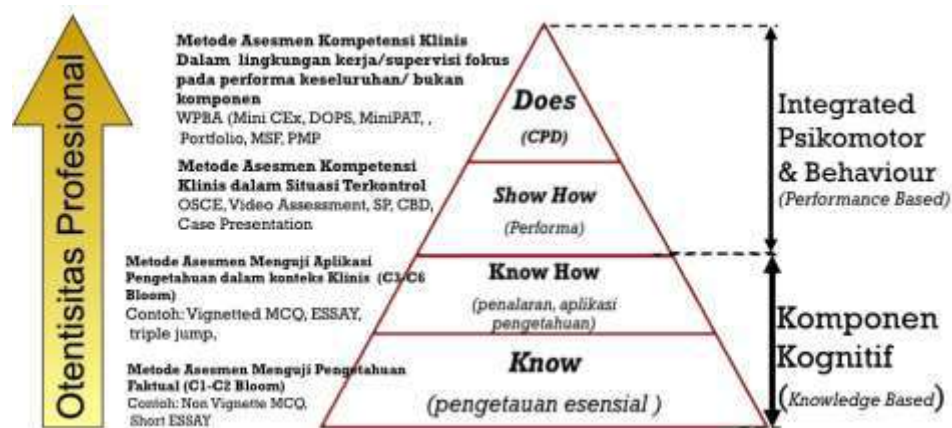 Otentisitas Profesional
Metode Asesmen Kompetensi Klinis
Dalam lingkungan kerja/supervisi fokus
pada performa keseluruhan/ bukan
komponen
WPBA (Mini CEx, DOPS, MiniPAT, ,
Portfolio, MSF, PMP
Metode Asesmen Kompetensi
Klinis dalam Situasi Terkontrol
OSCE, Video Assessment, SP, CBD,
Case Presentation
Metode Asesmen Menguji Aplikasi
Pengetahuan dalam konteks Klinis (C3-C6
Bloom)
Contoh: Vignetted MCQ, ESSAY,
triple jump,
Metode Asesmen Menguji Pengetahuan
Faktual (C1-C2 Bloom)
Contoh: Non Vignette MCQ,
Short ESSAY
Does
(CPD)
Show How
(Performa)
Know How
(penalaran, aplikasi
pengetahuan)
Know
(pengetauan esensial )
Integrated
Psikomotor
& Behaviour
(Performance Based)
Komponen
Kognitif
(Knowledge Based)